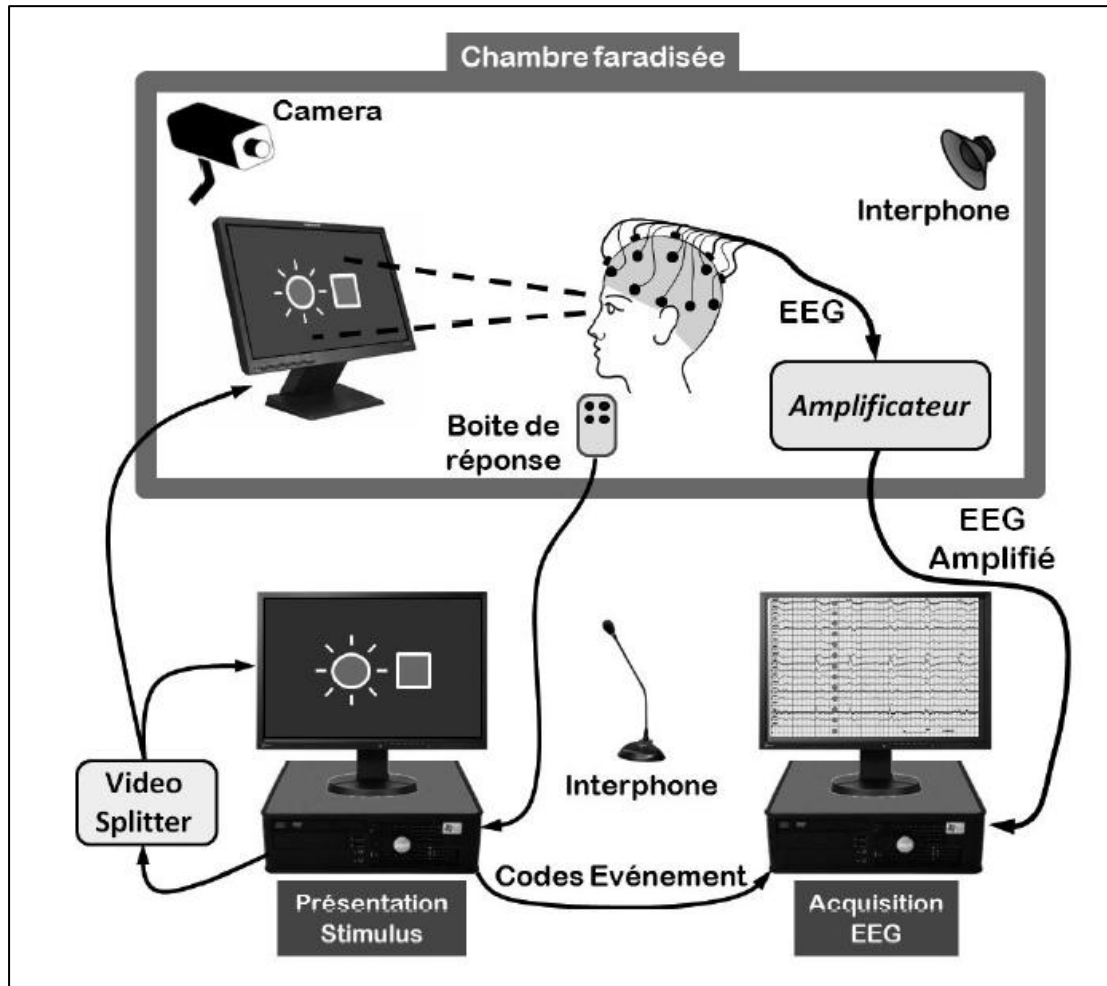 Chambre faradisée
Camera
Interphone
EEG
Amplificateur
Boite de
réponse
EEG
Amplifié
Video
Splitter
Interphone
Codes Evénement
Présentation
Stimulus
Acquisition
EEG